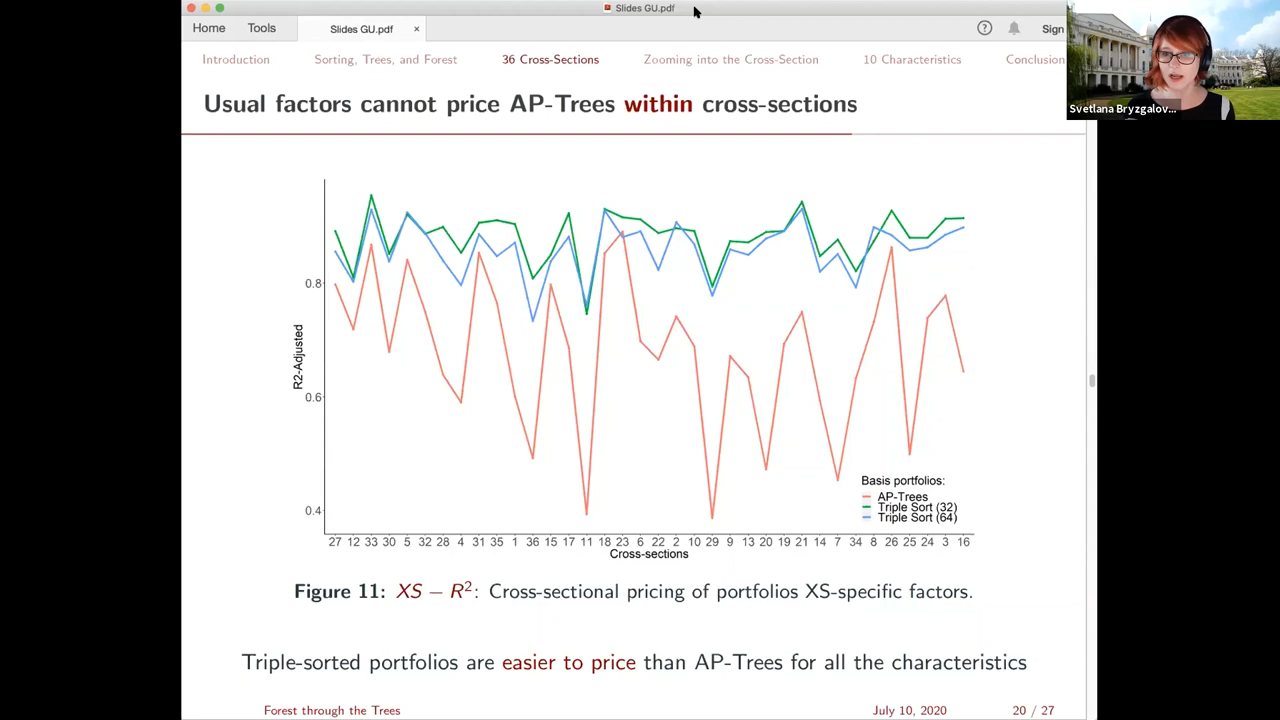 Slides GU.pdf
Home Tools Slides GU.pdf × ? Sign
Introduction Sorting, Trees, and Forest 36 Cross-Sections Zooming into the Cross-Section 10 Characteristics Conclusion
Svetlana Bryzgalov...
Usual factors cannot price AP-Trees within cross-sections
R2-Adjusted
0.8
0.6
0.4
Basis portfolios:
AP-Trees
Triple Sort (32)
Triple Sort (64)
27 12 33 30 5 32 28 4 31 35 1 36 15 17 11 18 23 6 22 2 10 29 9 13 20 19 21 14 7 34 8 26 25 24 3 16
Cross-sections
Figure 11: XS − R²: Cross-sectional pricing of portfolios XS-specific factors.
Triple-sorted portfolios are easier to price than AP-Trees for all the characteristics
Forest through the Trees July 10, 2020 20 / 27